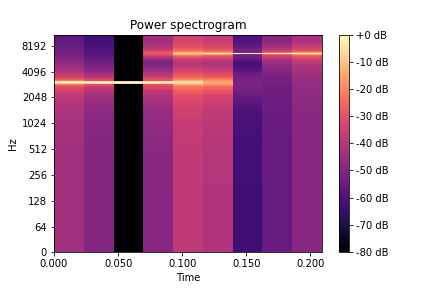 Power spectrogram
8192
4096
2048
1024
512
256
128
64
0
Hz
0.000 0.050 0.100 0.150 0.200
Time
+0 dB
-10 dB
-20 dB
-30 dB
-40 dB
-50 dB
-60 dB
-70 dB
-80 dB